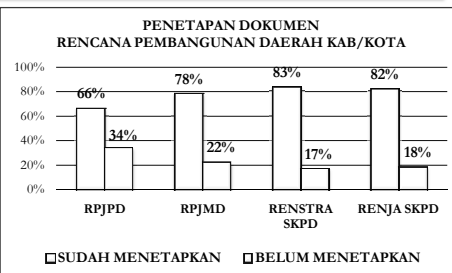 PENETAPAN DOKUMEN
RENCANA PEMBANGUNAN DAERAH KAB/KOTA
100%
80%
60%
40%
20%
0%
66%
34%
78%
22%
83%
17%
82%
18%
RPJPD
RPJMD
RENSTRA
SKPD
RENJA SKPD
SUDAH MENETAPKAN
BELUM MENETAPKAN